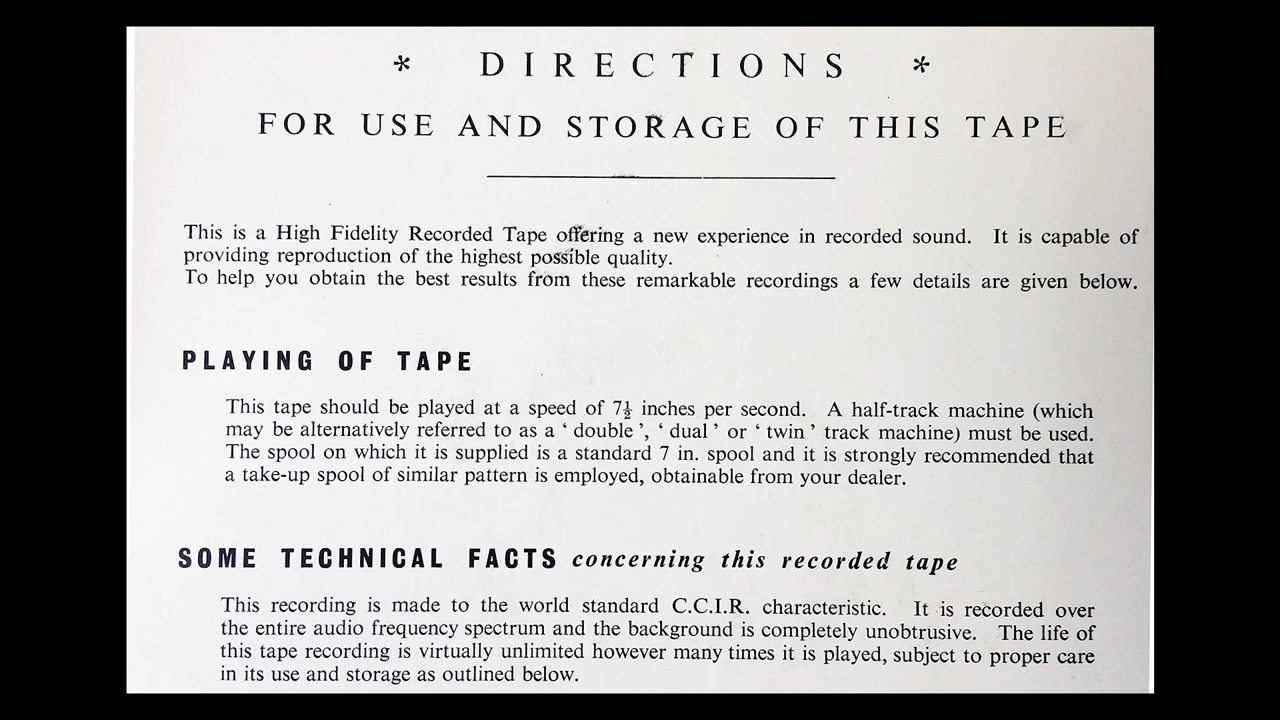 * DIRECTIONS *
FOR USE AND STORAGE OF THIS TAPE
This is a High Fidelity Recorded Tape offering a new experience in recorded sound. It is capable of
providing reproduction of the highest possible quality.
To help you obtain the best results from these remarkable recordings a few details are given below.
PLAYING OF TAPE
This tape should be played at a speed of 7½ inches per second. A half-track machine (which
may be alternatively referred to as a ‘ double ’, ‘ dual ’ or ‘ twin ’ track machine) must be used.
The spool on which it is supplied is a standard 7 in. spool and it is strongly recommended that
a take-up spool of similar pattern is employed, obtainable from your dealer.
SOME TECHNICAL FACTS concerning this recorded tape
This recording is made to the world standard C.C.I.R. characteristic. It is recorded over
the entire audio frequency spectrum and the background is completely unobtrusive. The life of
this tape recording is virtually unlimited however many times it is played, subject to proper care
in its use and storage as outlined below.